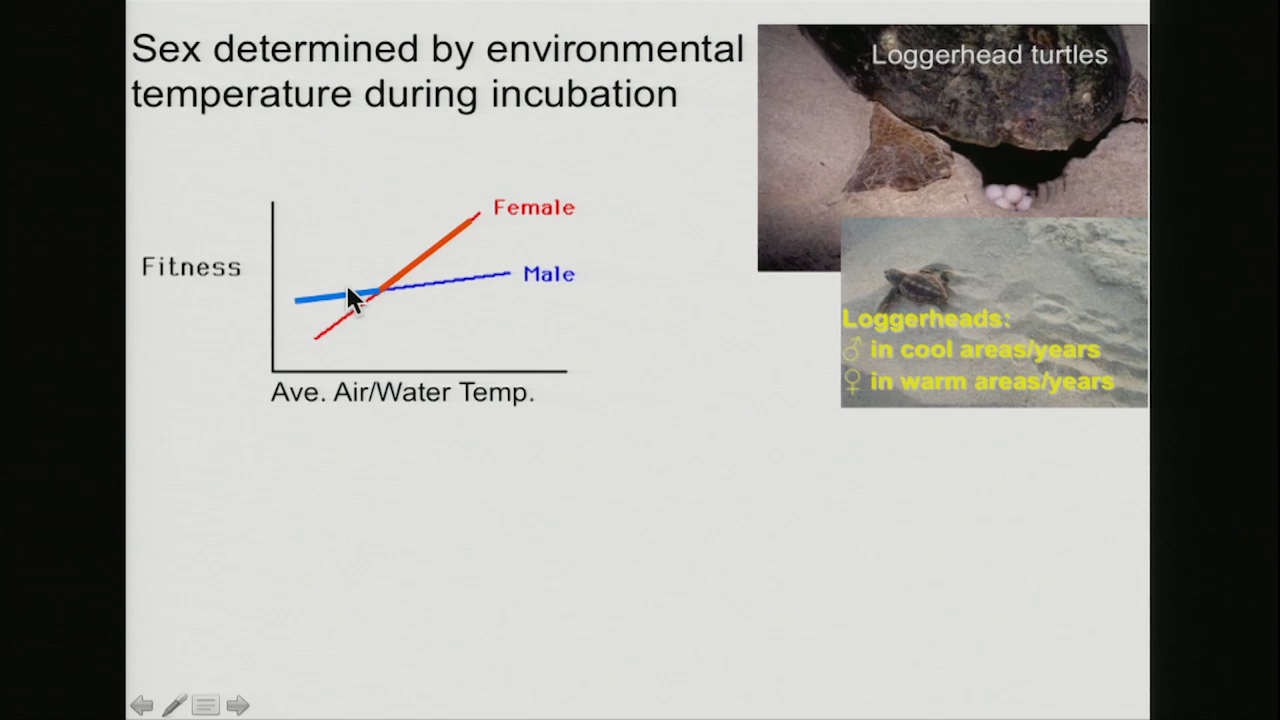 Sex determined by environmental
temperature during incubation
Loggerhead turtles
Female
Fitness
Male
Loggerheads:
♂ in cool areas/years
♀ in warm areas/years
Ave. Air/Water Temp.